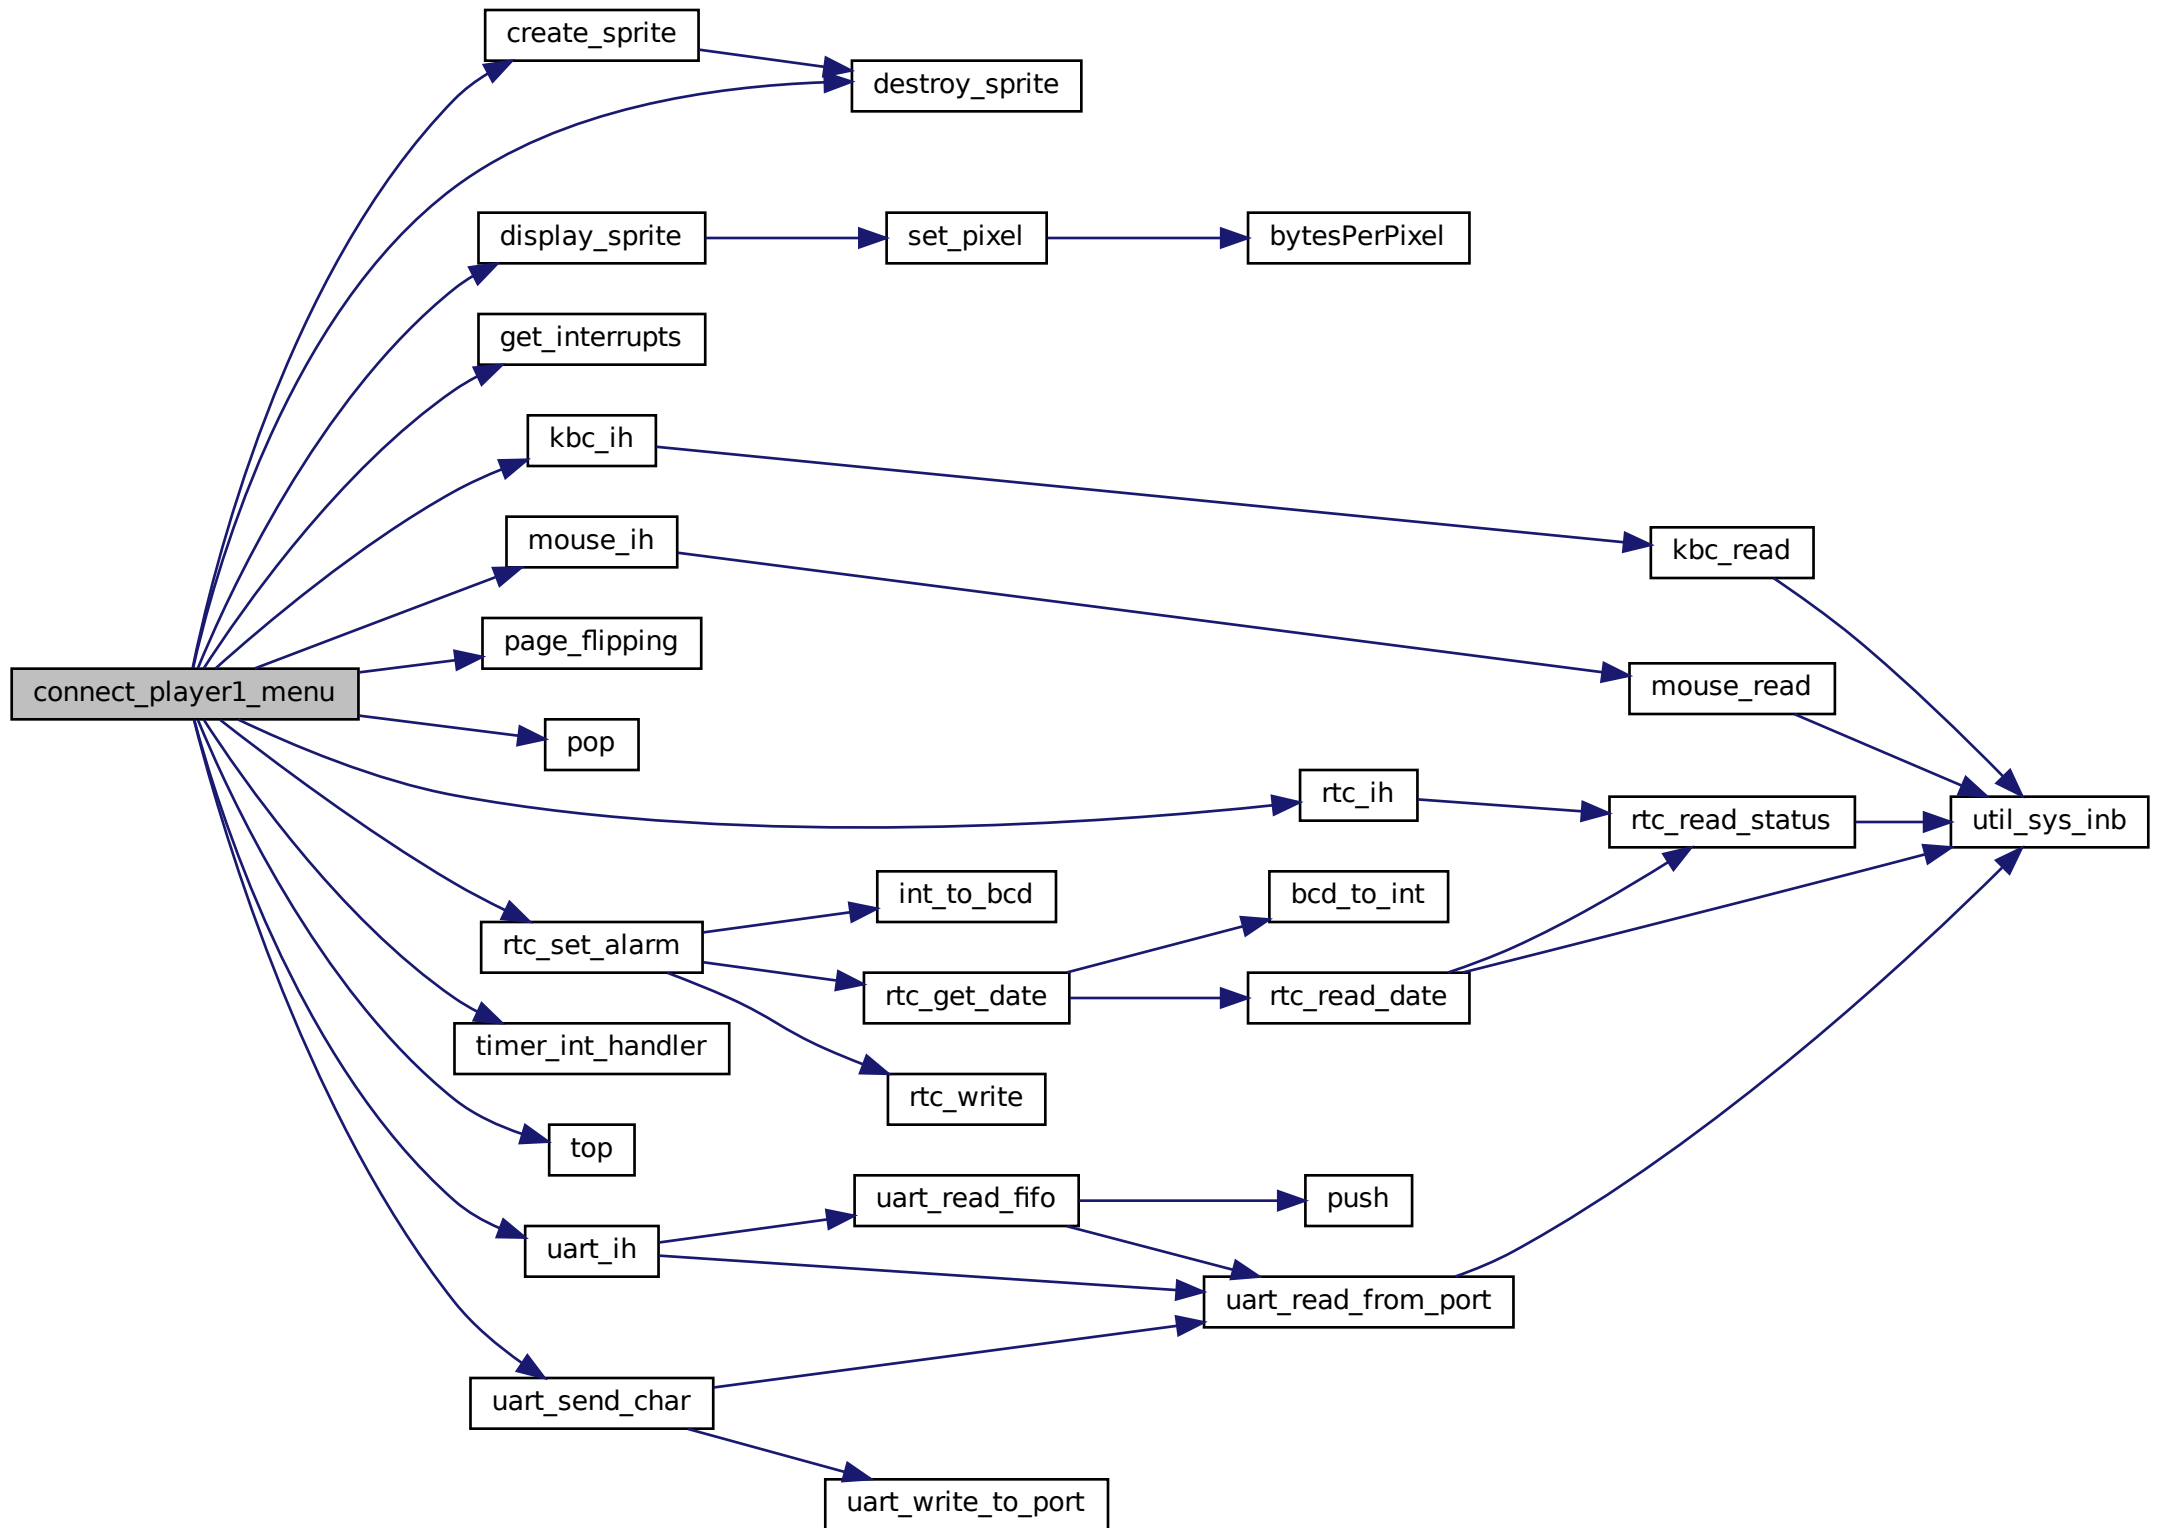 create_sprite
destroy_sprite
display_sprite
set_pixel
bytesPerPixel
get_interrupts
kbc_ih
mouse_ih
kbc_read
page_flipping
mouse_read
connect_player1_menu
pop
rtc_ih
rtc_read_status
util_sys_inb
int_to_bcd
bcd_to_int
rtc_set_alarm
rtc_get_date
rtc_read_date
timer_int_handler
rtc_write
top
uart_read_fifo
push
uart_ih
uart_read_from_port
uart_send_char
uart_write_to_port